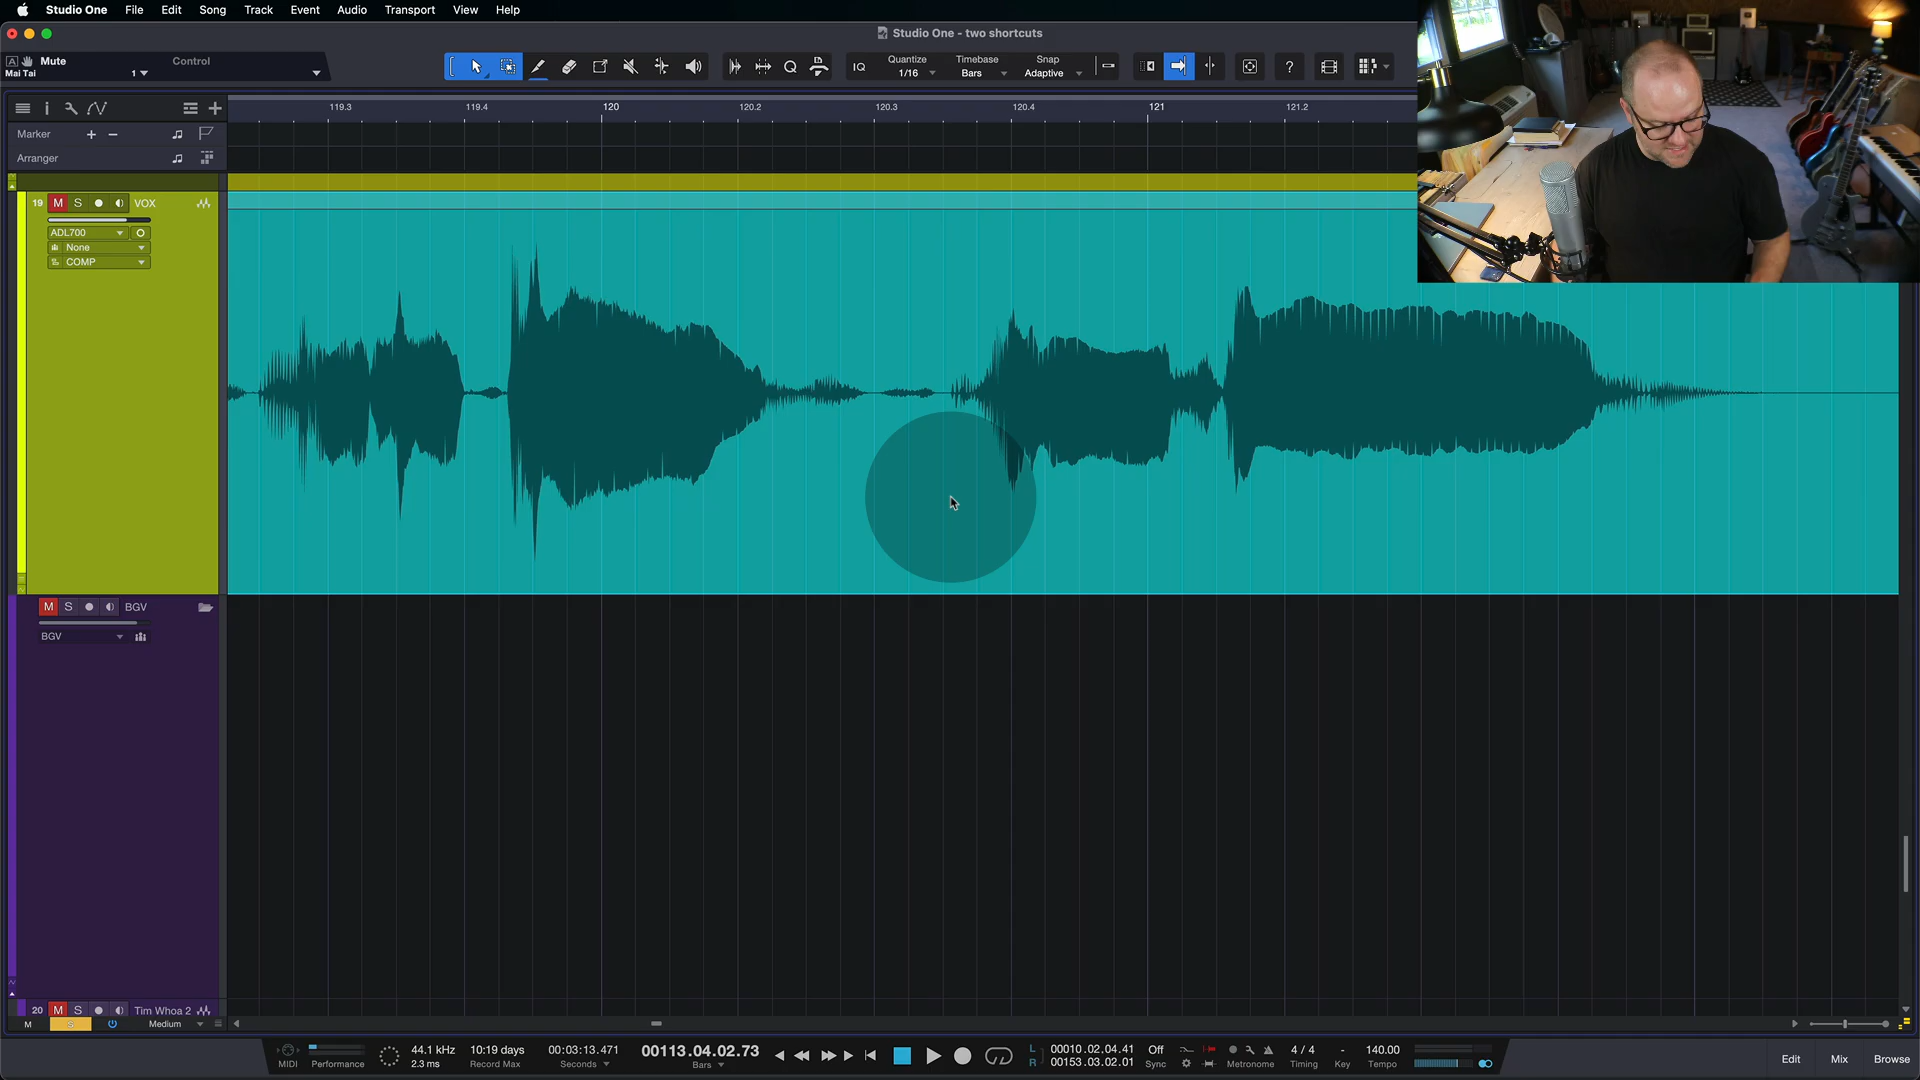 Studio One File Edit Song Track Event Audio Transport View Help
Studio One - two shortcuts
Mute
Control
Mai Tai
1
IQ
Quantize
1/16
Timebase
Bars
Snap
Adaptive
?
Marker
Arranger
119.3
119.4
120
120.2
120.3
120.4
121
121.2
19
M
S
VOX
ADL700
None
COMP
M
S
BGV
BGV
20
M
S
Tim Whoa 2
M
S
Medium
MIDI
Performance
44.1 kHz
2.3 ms
10:19 days
Record Max
00:03:13.471
Seconds
00113.04.02.73
Bars
L
R
00010.02.04.41
00153.03.02.01
Off
Sync
Metronome
4 / 4
Timing
-
Key
140.00
Tempo
Edit
Mix
Browse